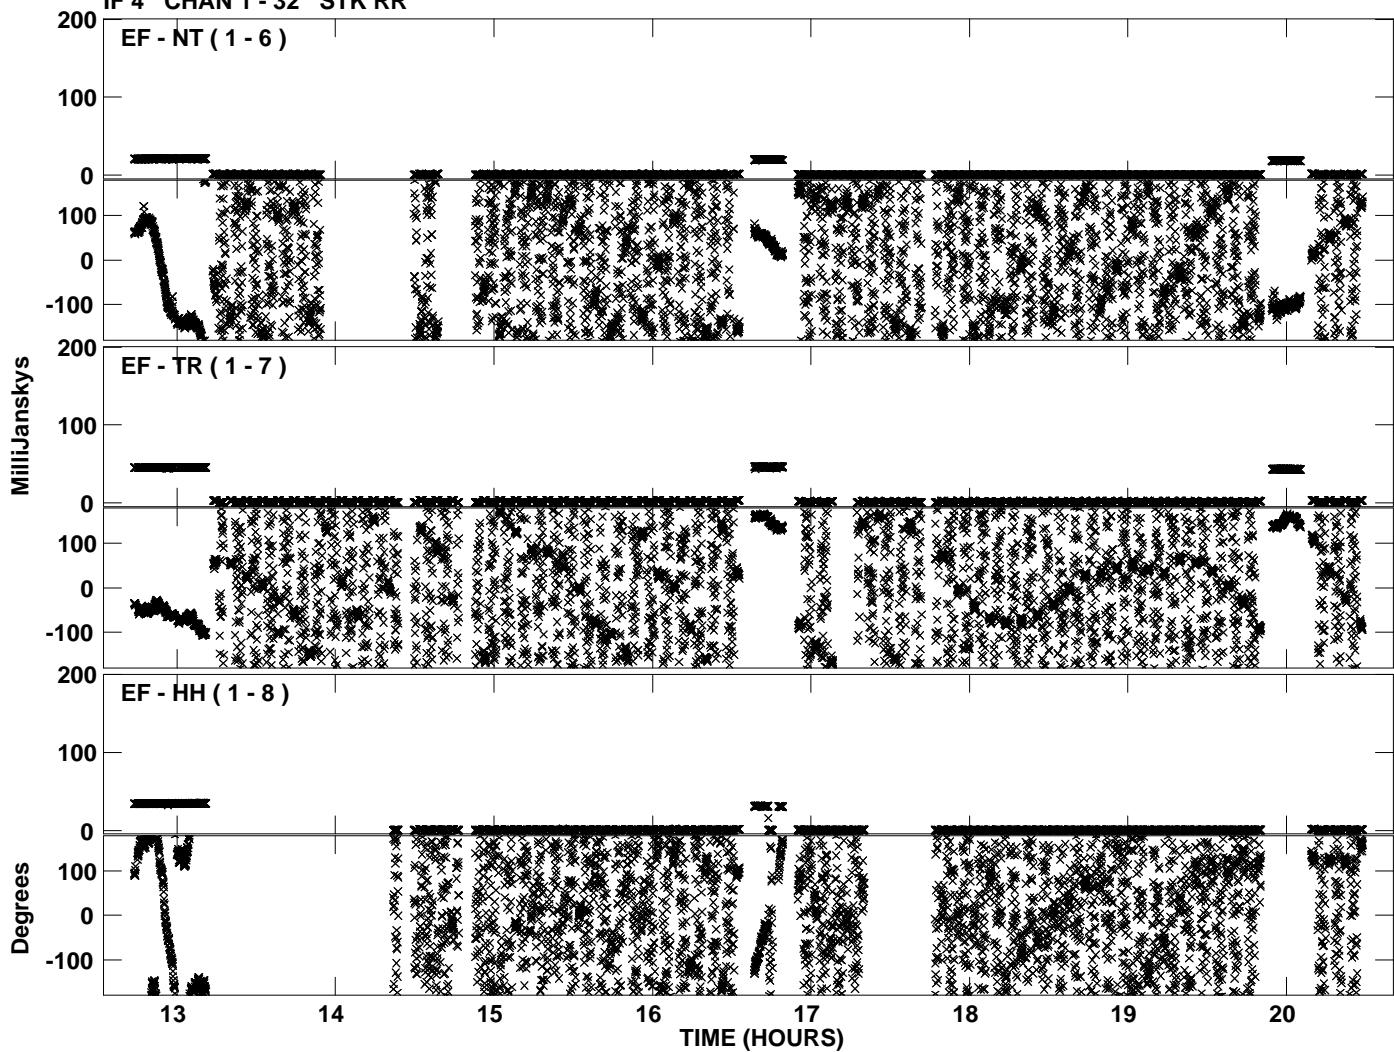 IF 4 CHAN 1 - 32 STK RR
EF - NT ( 1 - 6 )
200
100
0
100
0
-100
EF - TR ( 1 - 7 )
200
100
0
100
0
-100
EF - HH ( 1 - 8 )
200
100
0
100
0
-100
MilliJanskys
Degrees
13 14 15 16 17 18 19 20
TIME (HOURS)